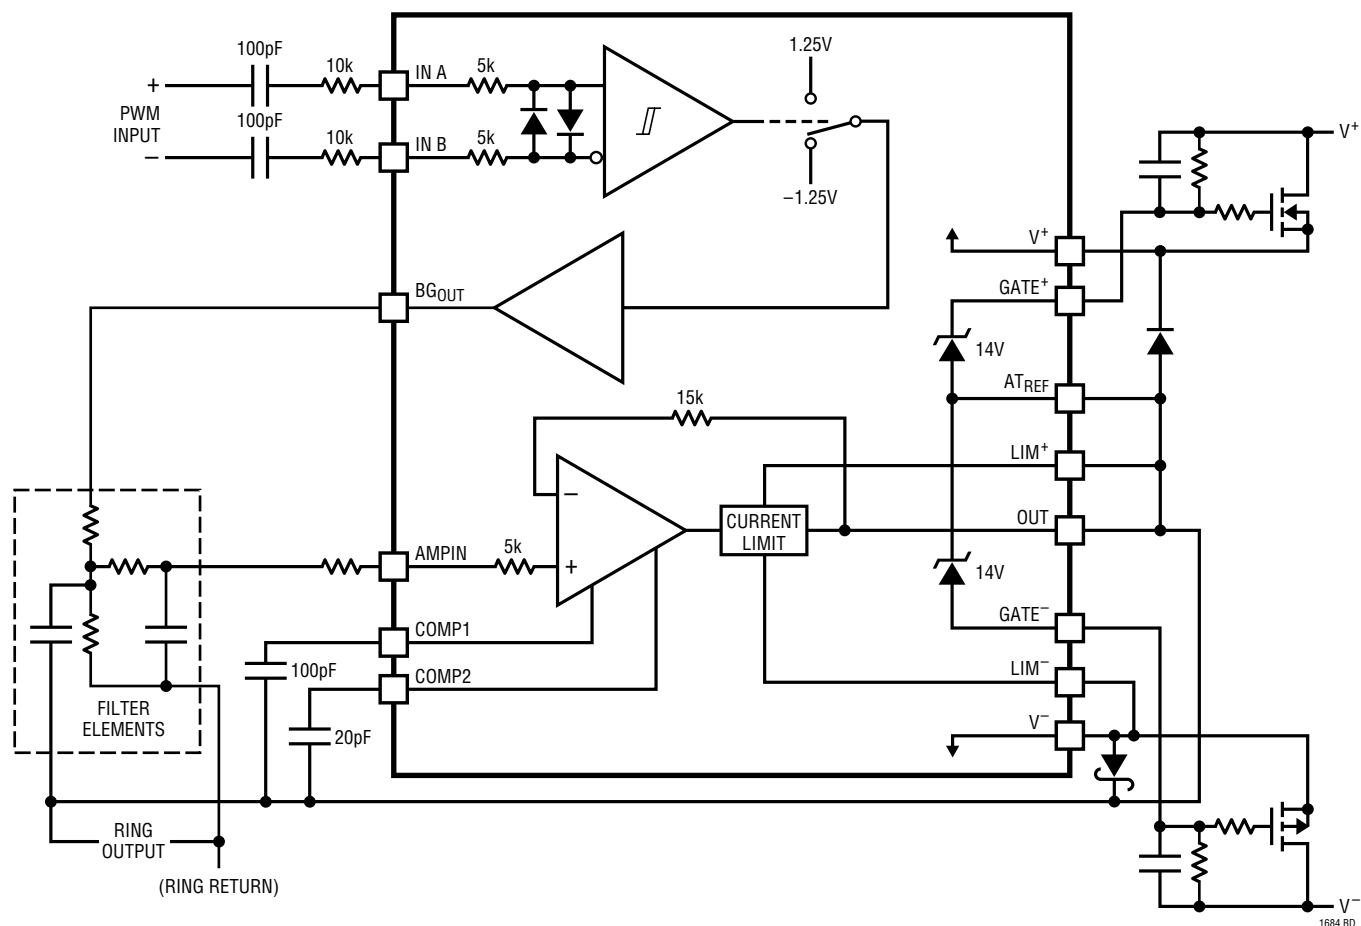 100pF
10k
IN A
5k
1.25V
+
PWM
INPUT
100pF
10k
IN B
5k
−
−1.25V
V+
V+
GATE+
BGOUT
14V
ATREF
15k
LIM+
−
CURRENT
LIMIT
OUT
AMPIN
5k
+
14V
GATE−
COMP1
100pF
COMP2
LIM−
FILTER
ELEMENTS
20pF
V−
RING
OUTPUT
(RING RETURN)
V−
1684 BD